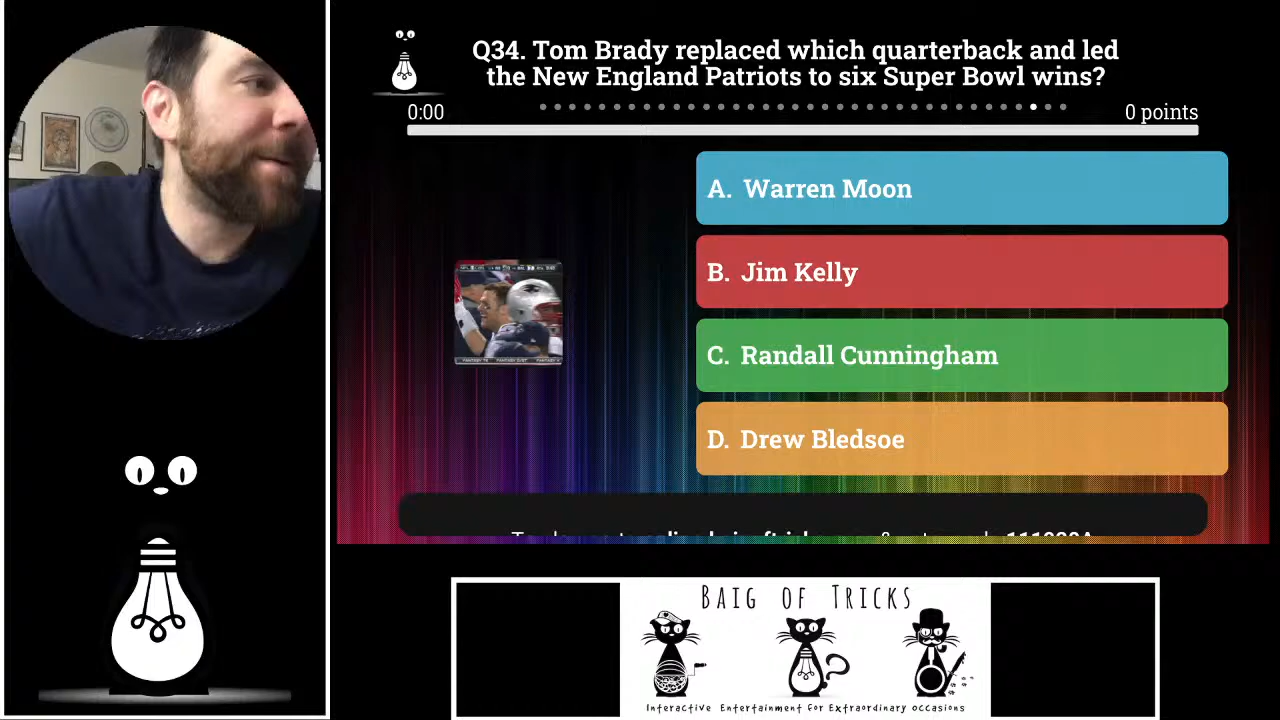 Q34. Tom Brady replaced which quarterback and led
the New England Patriots to six Super Bowl wins?
0:00
0 points
A. Warren Moon
B. Jim Kelly
C. Randall Cunningham
D. Drew Bledsoe
BAIG OF TRICKS
Interactive Entertainment for Extraordinary occasions